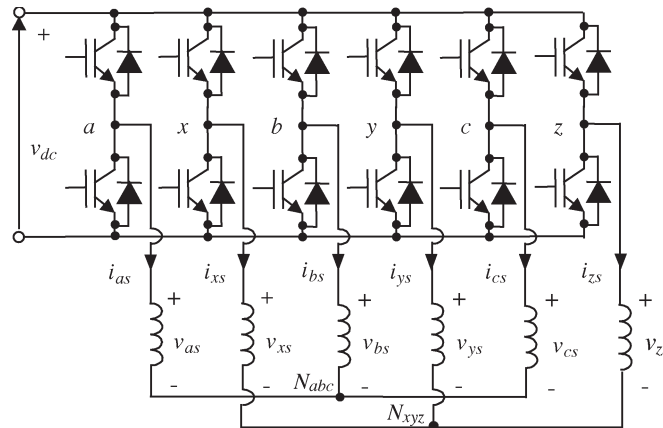 +
a x b y c z
v_dc
i_as i_xs i_bs i_ys i_cs i_zs
+ + + + + +
v_as v_xs v_bs v_ys v_cs v_z
- - - - - -
N_abc
N_xyz